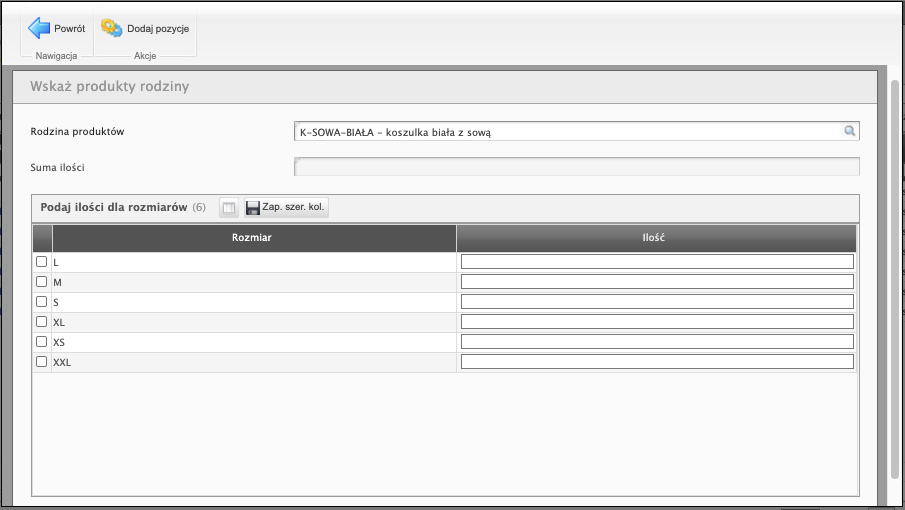 Powrót
Dodaj pozycje
Nawigacja
Akcje
Wskaż produkty rodziny
Rodzina produktów
K-SOWA-BIAŁA - koszulka biała z sową
Suma ilości
Podaj ilości dla rozmiarów (6)
Zap. szer. kol.
Rozmiar
Ilość
L
M
S
XL
XS
XXL